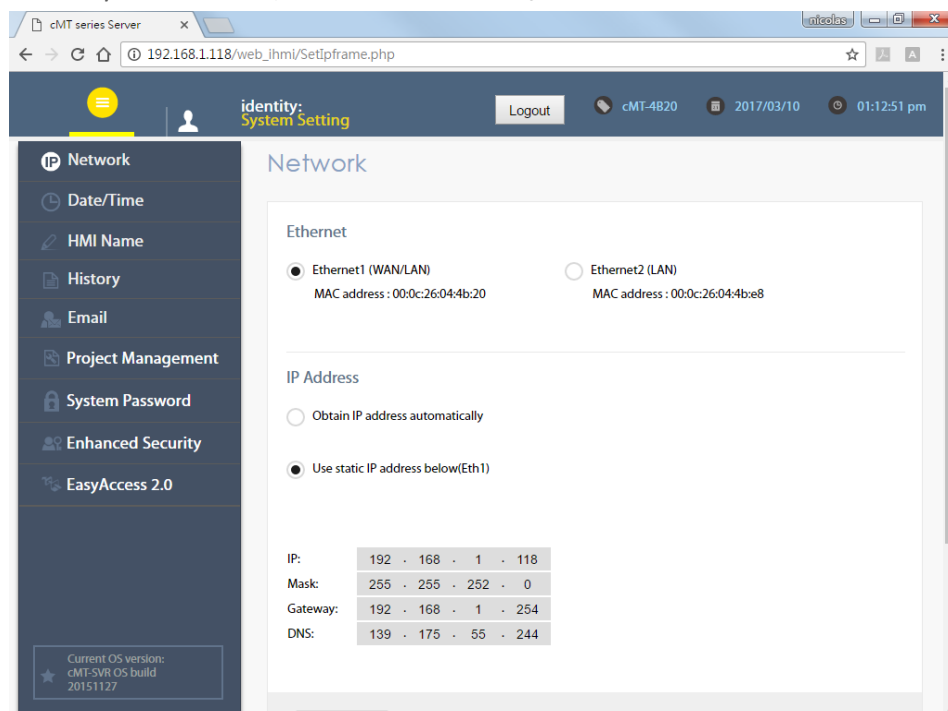 cMT series Server
nicolas
192.168.1.118/web_ihmi/SetIpframe.php
identity:
System Setting
Logout
cMT-4B20
2017/03/10
01:12:51 pm
IP Network
Date/Time
HMI Name
History
Email
Project Management
System Password
Enhanced Security
EasyAccess 2.0
Current OS version:
cMT-SVR OS build
20151127
Network
Ethernet
Ethernet1 (WAN/LAN)
MAC address : 00:0c:26:04:4b:20
Ethernet2 (LAN)
MAC address : 00:0c:26:04:4b:e8
IP Address
Obtain IP address automatically
Use static IP address below(Eth1)
IP: 192 . 168 . 1 . 118
Mask: 255 . 255 . 252 . 0
Gateway: 192 . 168 . 1 . 254
DNS: 139 . 175 . 55 . 244